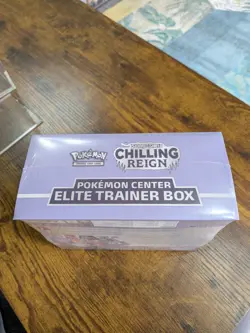 Pokémon
CHILLING
REIGN
POKÉMON CENTER
ELITE TRAINER BOX